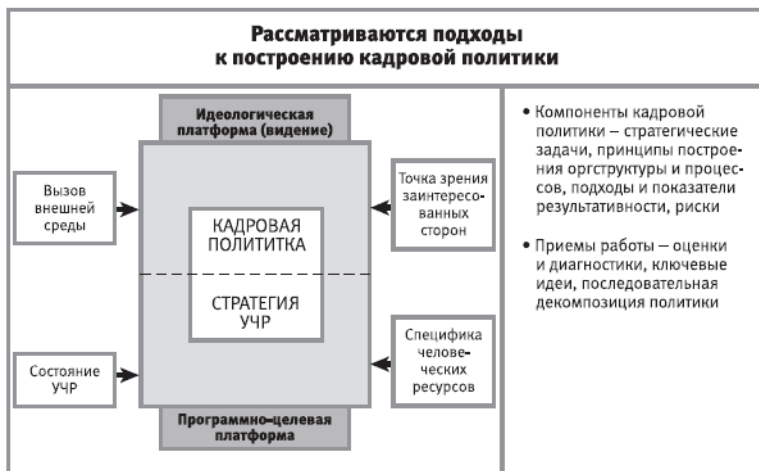 Рассматриваются подходы
к построению кадровой политики
Идеологическая
платформа (видение)
Вызов
внешней
среды
Точка зрения
заинтересо-
ванных
сторон
КАДРОВАЯ
ПОЛИТИТКА
СТРАТЕГИЯ
УЧР
Состояние
УЧР
Специфика
челове-
ческих
ресурсов
Программно-целевая
платформа
• Компоненты кадровой
политики – стратегические
задачи, принципы построе-
ния оргструктуры и процес-
сов, подходы и показатели
результативности, риски
• Приемы работы – оценки
и диагностики, ключевые
идеи, последовательная
декомпозиция политики